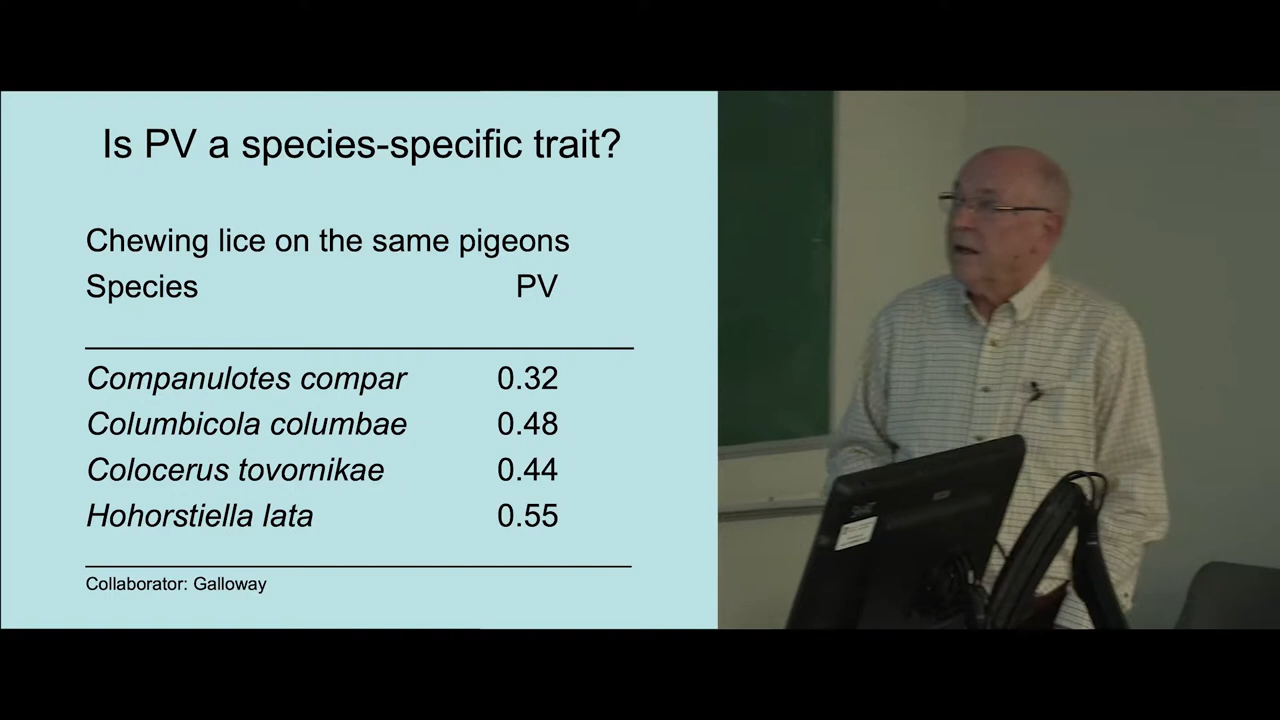 Is PV a species-specific trait?
Chewing lice on the same pigeons
Species PV
Companulotes compar 0.32
Columbicola columbae 0.48
Colocerus tovornikae 0.44
Hohorstiella lata 0.55
Collaborator: Galloway